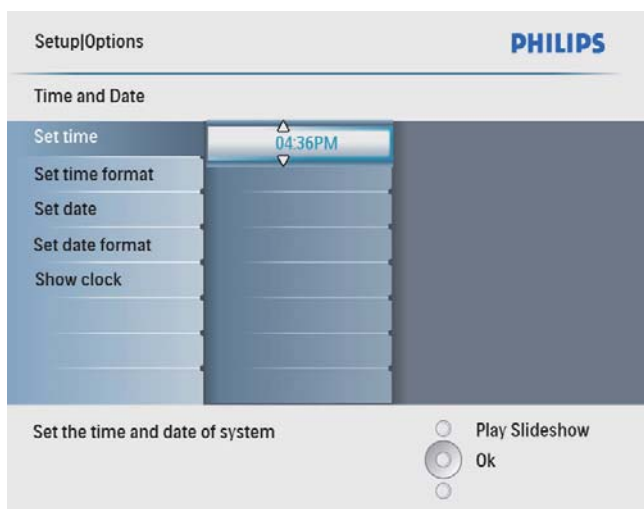 Setup|Options
PHILIPS
Time and Date
Set time
04:36PM
Set time format
Set date
Set date format
Show clock
Set the time and date of system
Play Slideshow
Ok